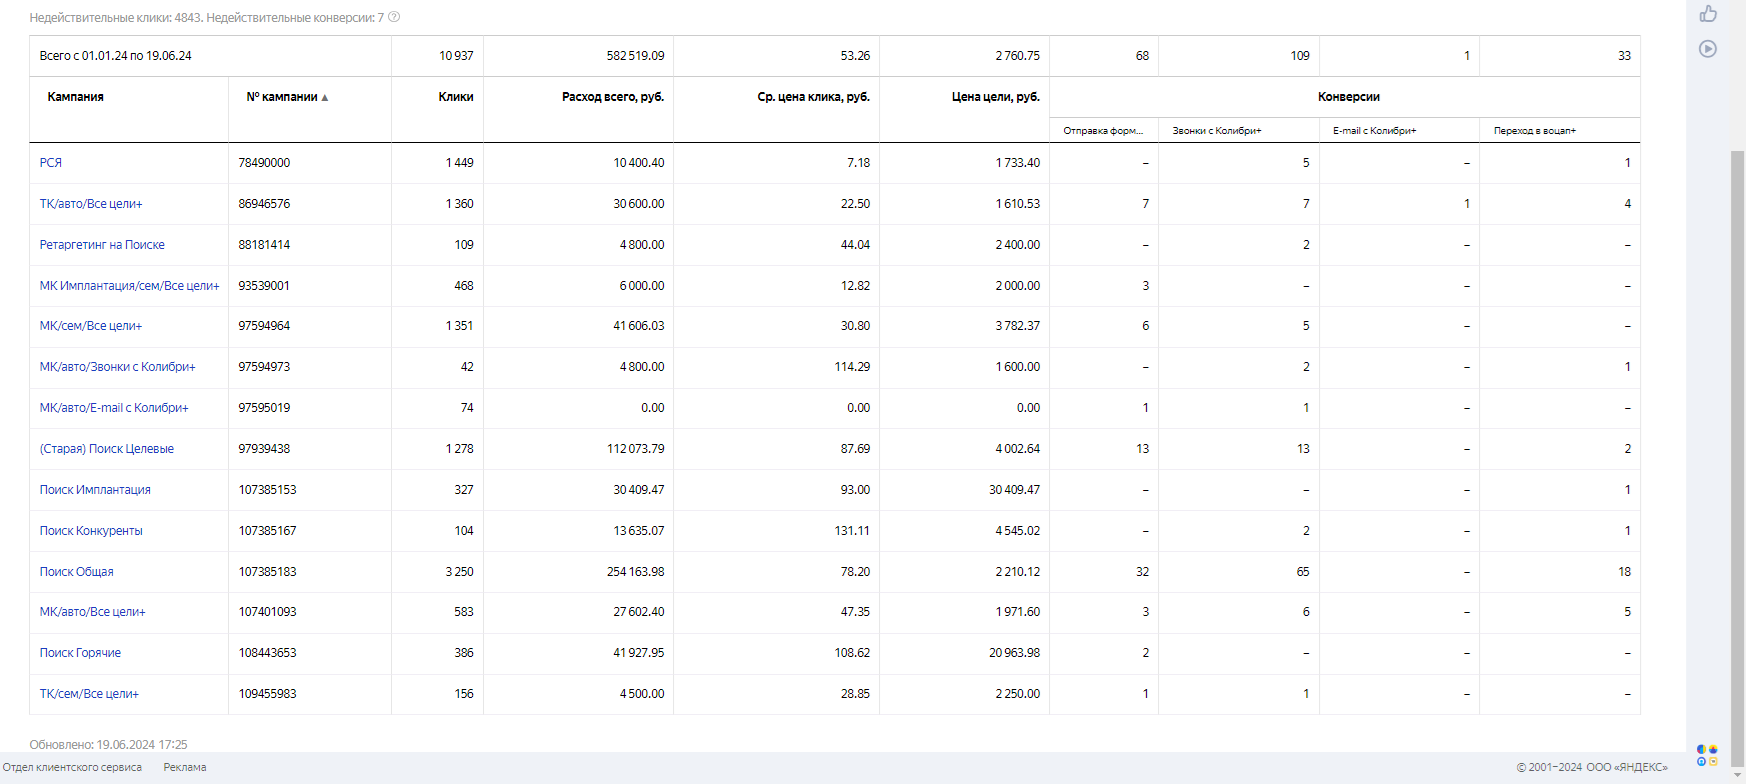 Недействительные клики: 4843. Недействительные конверсии: 7 ?
Всего с 01.01.24 по 19.06.24 10 937 582 519.09 53.26 2 760.75 68 109 1 33
Кампания № кампании ▲ Клики Расход всего, руб. Ср. цена клика, руб. Цена цели, руб. Конверсии
Отправка форм... Звонки с Колибри+ E-mail с Колибри+ Переход в воцап+
РСЯ 78490000 1 449 10 400.40 7.18 1 733.40 – 5 – 1
ТК/авто/Все цели+ 86946576 1 360 30 600.00 22.50 1 610.53 7 7 1 4
Ретаргетинг на Поиске 88181414 109 4 800.00 44.04 2 400.00 – 2 – –
МК Имплантация/сем/Все цели+ 93539001 468 6 000.00 12.82 2 000.00 3 – – –
МК/сем/Все цели+ 97594964 1 351 41 606.03 30.80 3 782.37 6 5 – –
МК/авто/Звонки с Колибри+ 97594973 42 4 800.00 114.29 1 600.00 – 2 – 1
МК/авто/E-mail с Колибри+ 97595019 74 0.00 0.00 0.00 1 1 – –
(Старая) Поиск Целевые 97939438 1 278 112 073.79 87.69 4 002.64 13 13 – 2
Поиск Имплантация 107385153 327 30 409.47 93.00 30 409.47 – – – 1
Поиск Конкуренты 107385167 104 13 635.07 131.11 4 545.02 – 2 – 1
Поиск Общая 107385183 3 250 254 163.98 78.20 2 210.12 32 65 – 18
МК/авто/Все цели+ 107401093 583 27 602.40 47.35 1 971.60 3 6 – 5
Поиск Горячие 108443653 386 41 927.95 108.62 20 963.98 2 – – –
ТК/сем/Все цели+ 109455983 156 4 500.00 28.85 2 250.00 1 1 – –
Обновлено: 19.06.2024 17:25
Отдел клиентского сервиса Реклама © 2001–2024 ООО «ЯНДЕКС»